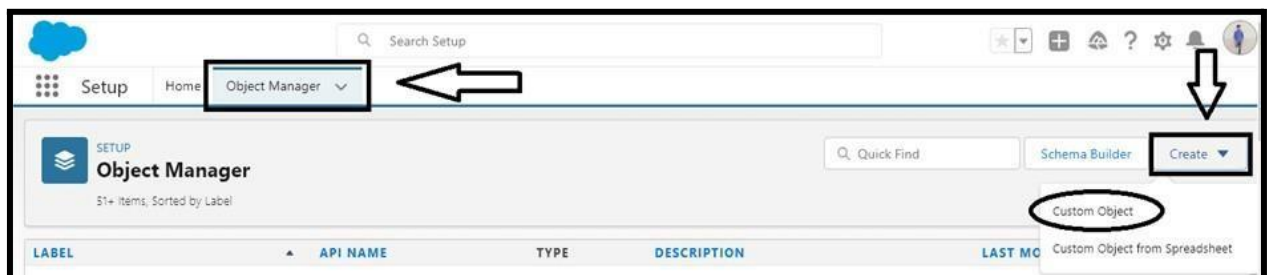 Search Setup
Setup Home Object Manager
SETUP
Object Manager
51+ Items, Sorted by Label
Quick Find
Schema Builder
Create
Custom Object
Custom Object from Spreadsheet
LABEL API NAME TYPE DESCRIPTION LAST MO